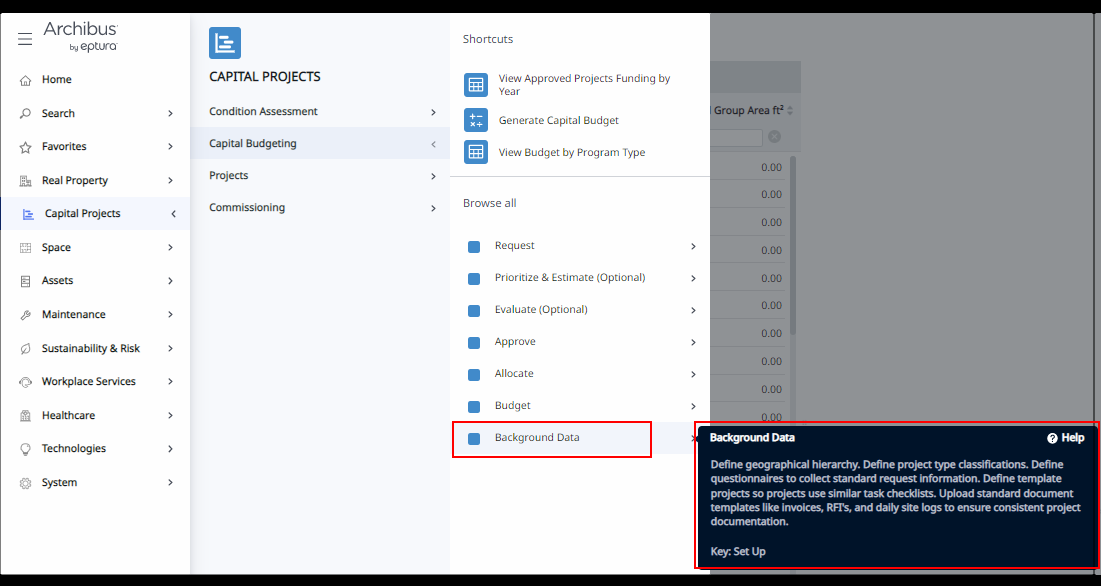 Archibus
by eptura
Home
Search
Favorites
Real Property
Capital Projects
Space
Assets
Maintenance
Sustainability & Risk
Workplace Services
Healthcare
Technologies
System
CAPITAL PROJECTS
Condition Assessment
Capital Budgeting
Projects
Commissioning
Shortcuts
View Approved Projects Funding by
Year
Generate Capital Budget
View Budget by Program Type
Browse all
Request
Prioritize & Estimate (Optional)
Evaluate (Optional)
Approve
Allocate
Budget
Background Data
Group Area ft²
0.00
0.00
0.00
0.00
0.00
0.00
0.00
0.00
0.00
0.00
Background Data
? Help
Define geographical hierarchy. Define project type classifications. Define
questionnaires to collect standard request information. Define template
projects so projects use similar task checklists. Upload standard document
templates like invoices, RFI's, and daily site logs to ensure consistent project
documentation.
Key: Set Up